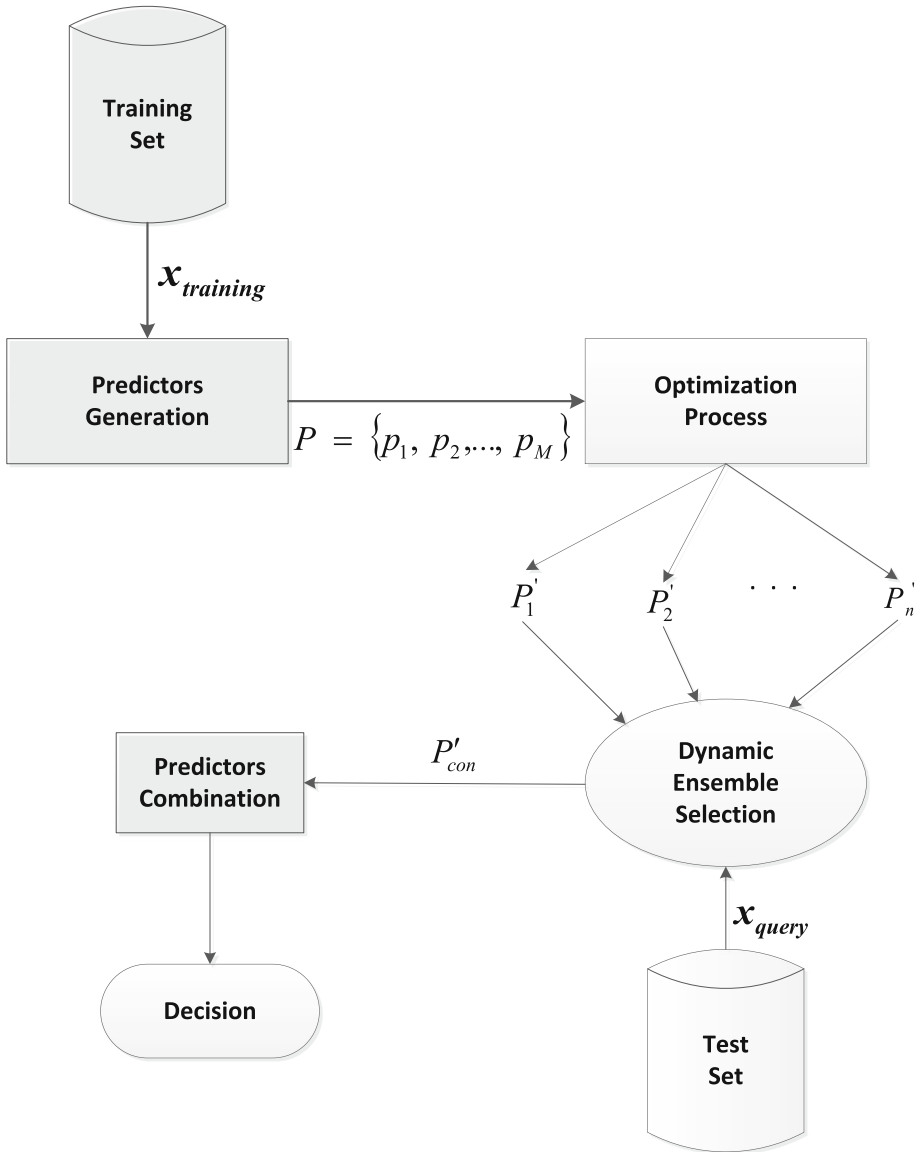 Training
Set
x_training
Predictors
Generation
P = {p_1, p_2,..., p_M}
Optimization
Process
P_1' P_2' . . . P_n'
Dynamic
Ensemble
Selection
P'_con
Predictors
Combination
x_query
Decision
Test
Set